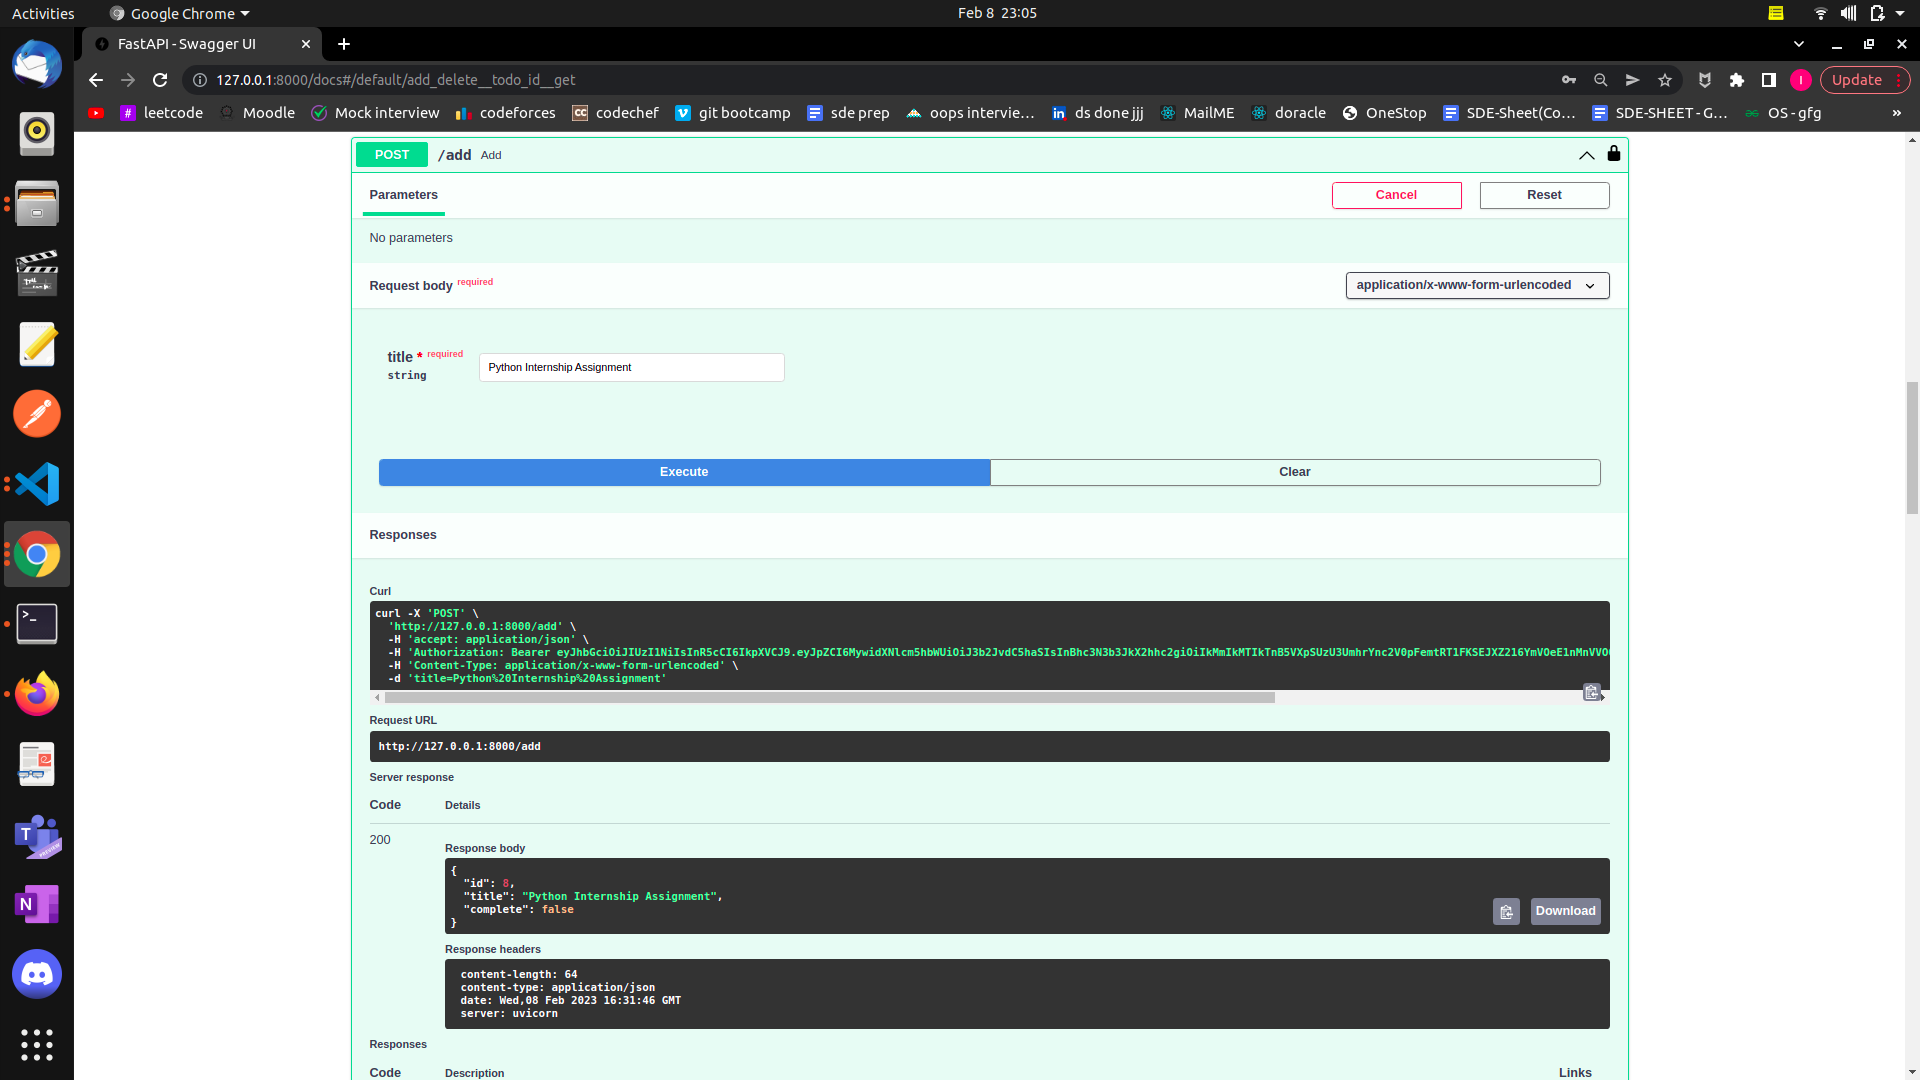 Activities
Google Chrome
Feb 8 23:05
FastAPI - Swagger UI
127.0.0.1:8000/docs#/default/add_delete__todo_id__get
Update
leetcode
Moodle
Mock interview
codeforces
codechef
git bootcamp
sde prep
oops intervie...
ds done jjj
MailME
doracle
OneStop
SDE-Sheet(Co...
SDE-SHEET - G...
OS - gfg
POST /add Add
Parameters
Cancel
Reset
No parameters
Request body required
application/x-www-form-urlencoded
title * required
string
Python Internship Assignment
Execute
Clear
Responses
Curl
curl -X 'POST' \
'http://127.0.0.1:8000/add' \
-H 'accept: application/json' \
-H 'Authorization: Bearer
-H 'Content-Type: application/x-www-form-urlencoded' \
-d 'title=Python%20Internship%20Assignment'
Request URL
http://127.0.0.1:8000/add
Server response
Code Details
200
Response body
{
"id": 8,
"title": "Python Internship Assignment",
"complete": false
}
Download
Response headers
content-length: 64
content-type: application/json
date: Wed,08 Feb 2023 16:31:46 GMT
server: uvicorn
Responses
Code Description Links